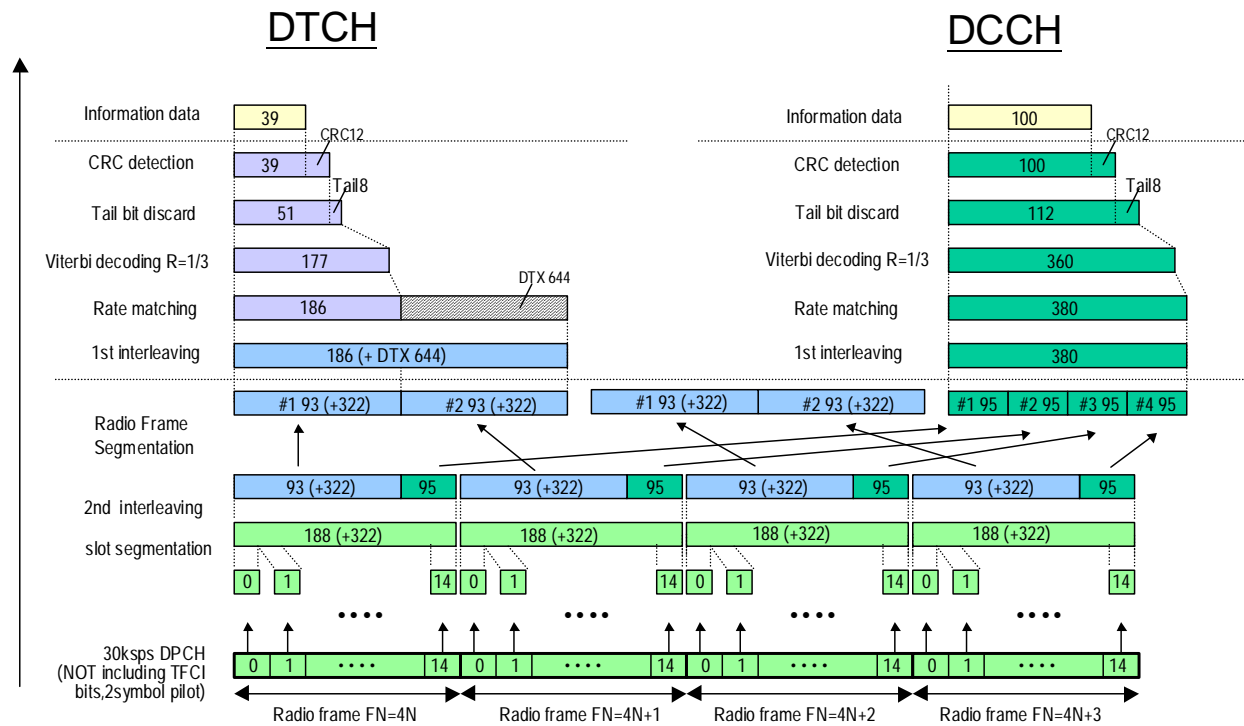 DTCH
DCCH
Information data
39
Information data
100
CRC12
CRC12
CRC detection
39
CRC detection
100
Tail8
Tail8
Tail bit discard
51
Tail bit discard
112
Viterbi decoding R=1/3
177
Viterbi decoding R=1/3
360
DTX 644
Rate matching
186
Rate matching
380
1st interleaving
186 (+ DTX 644)
1st interleaving
380
#1 93 (+322)
#2 93 (+322)
#1 93 (+322)
#2 93 (+322)
#1 95
#2 95
#3 95
#4 95
Radio Frame
Segmentation
93 (+322)
95
93 (+322)
95
93 (+322)
95
93 (+322)
95
2nd interleaving
188 (+322)
188 (+322)
188 (+322)
188 (+322)
slot segmentation
0
1
14
0
1
14
0
1
14
0
1
14
• • • •
• • • •
• • • •
• • • •
30ksps DPCH
(NOT including TFCI
bits,2symbol pilot)
0
1
• • • •
14
0
1
• • • •
14
0
1
• • • •
14
0
1
• • • •
14
Radio frame FN=4N
Radio frame FN=4N+1
Radio frame FN=4N+2
Radio frame FN=4N+3